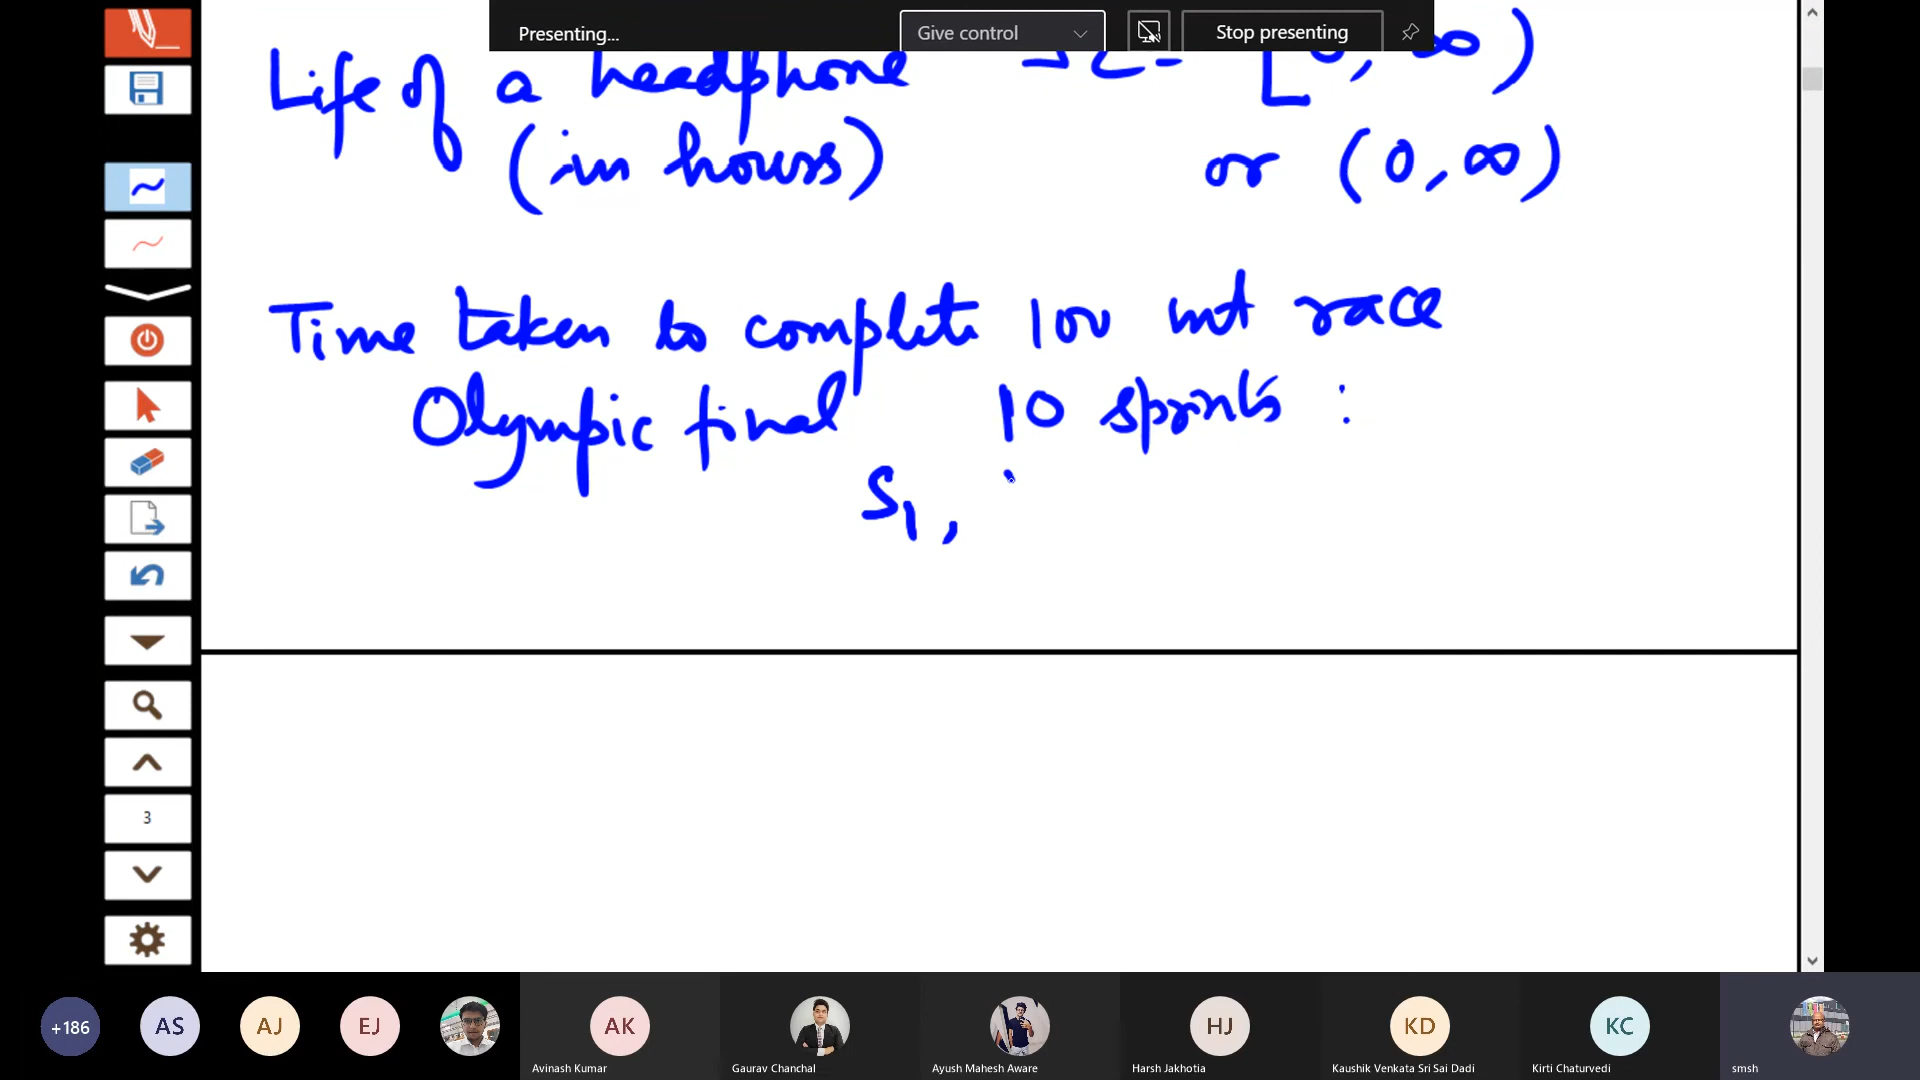 Presenting...
Give control
Stop presenting
Life of a headphone Ω = [0, ∞)
(in hours) or (0, ∞)
Time taken to complete 100 mt race
Olympic final 10 sprints :
S1,
3
+186
AS
AJ
EJ
AK
HJ
KD
KC
Avinash Kumar
Gaurav Chanchal
Ayush Mahesh Aware
Harsh Jakhotia
Kaushik Venkata Sri Sai Dadi
Kirti Chaturvedi
smsh